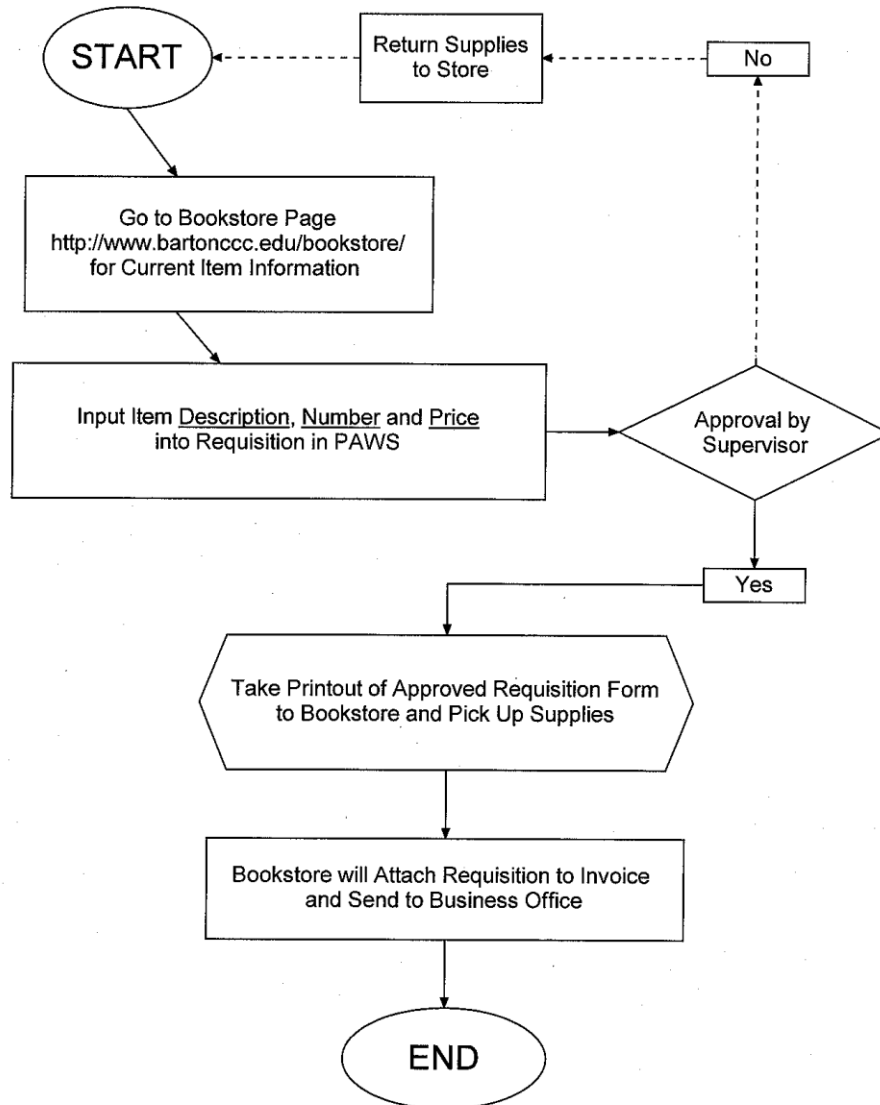 START
Return Supplies
to Store
No
Go to Bookstore Page
http://www.bartonccc.edu/bookstore/
for Current Item Information
Input Item Description, Number and Price
into Requisition in PAWS
Approval by
Supervisor
Yes
Take Printout of Approved Requisition Form
to Bookstore and Pick Up Supplies
Bookstore will Attach Requisition to Invoice
and Send to Business Office
END